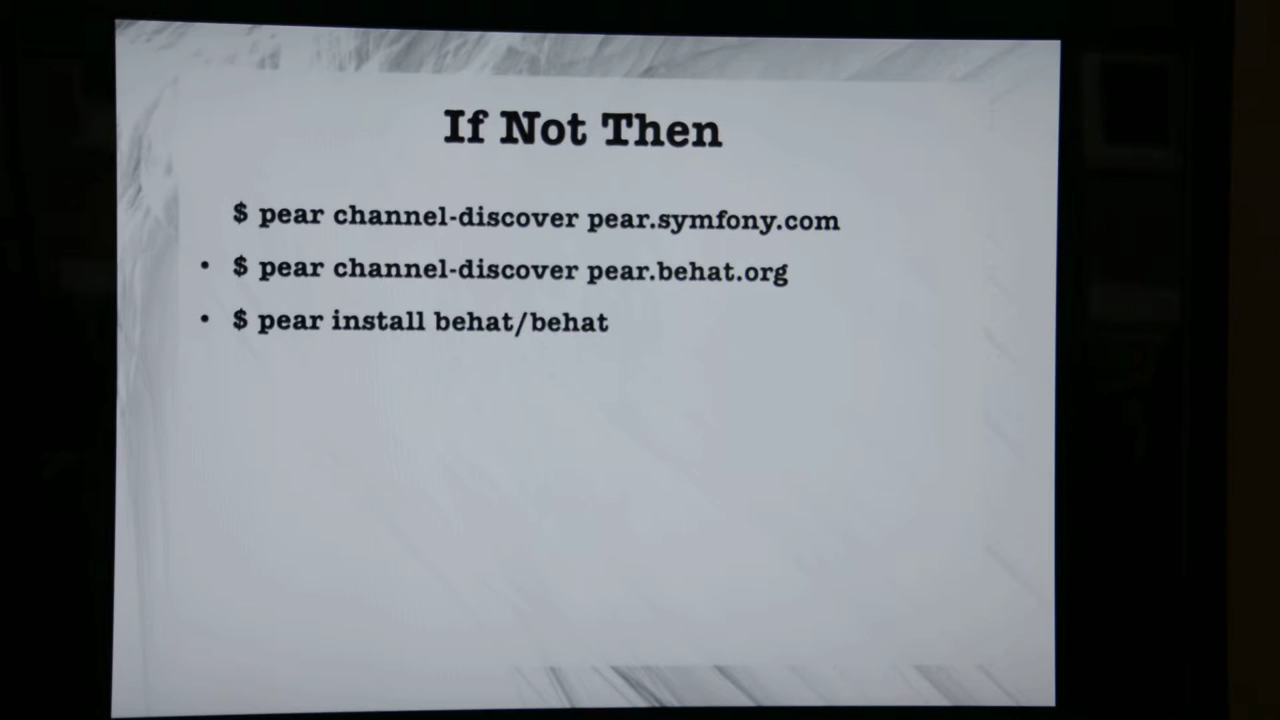 If Not Then
$ pear channel-discover pear.symfony.com
• $ pear channel-discover pear.behat.org
• $ pear install behat/behat